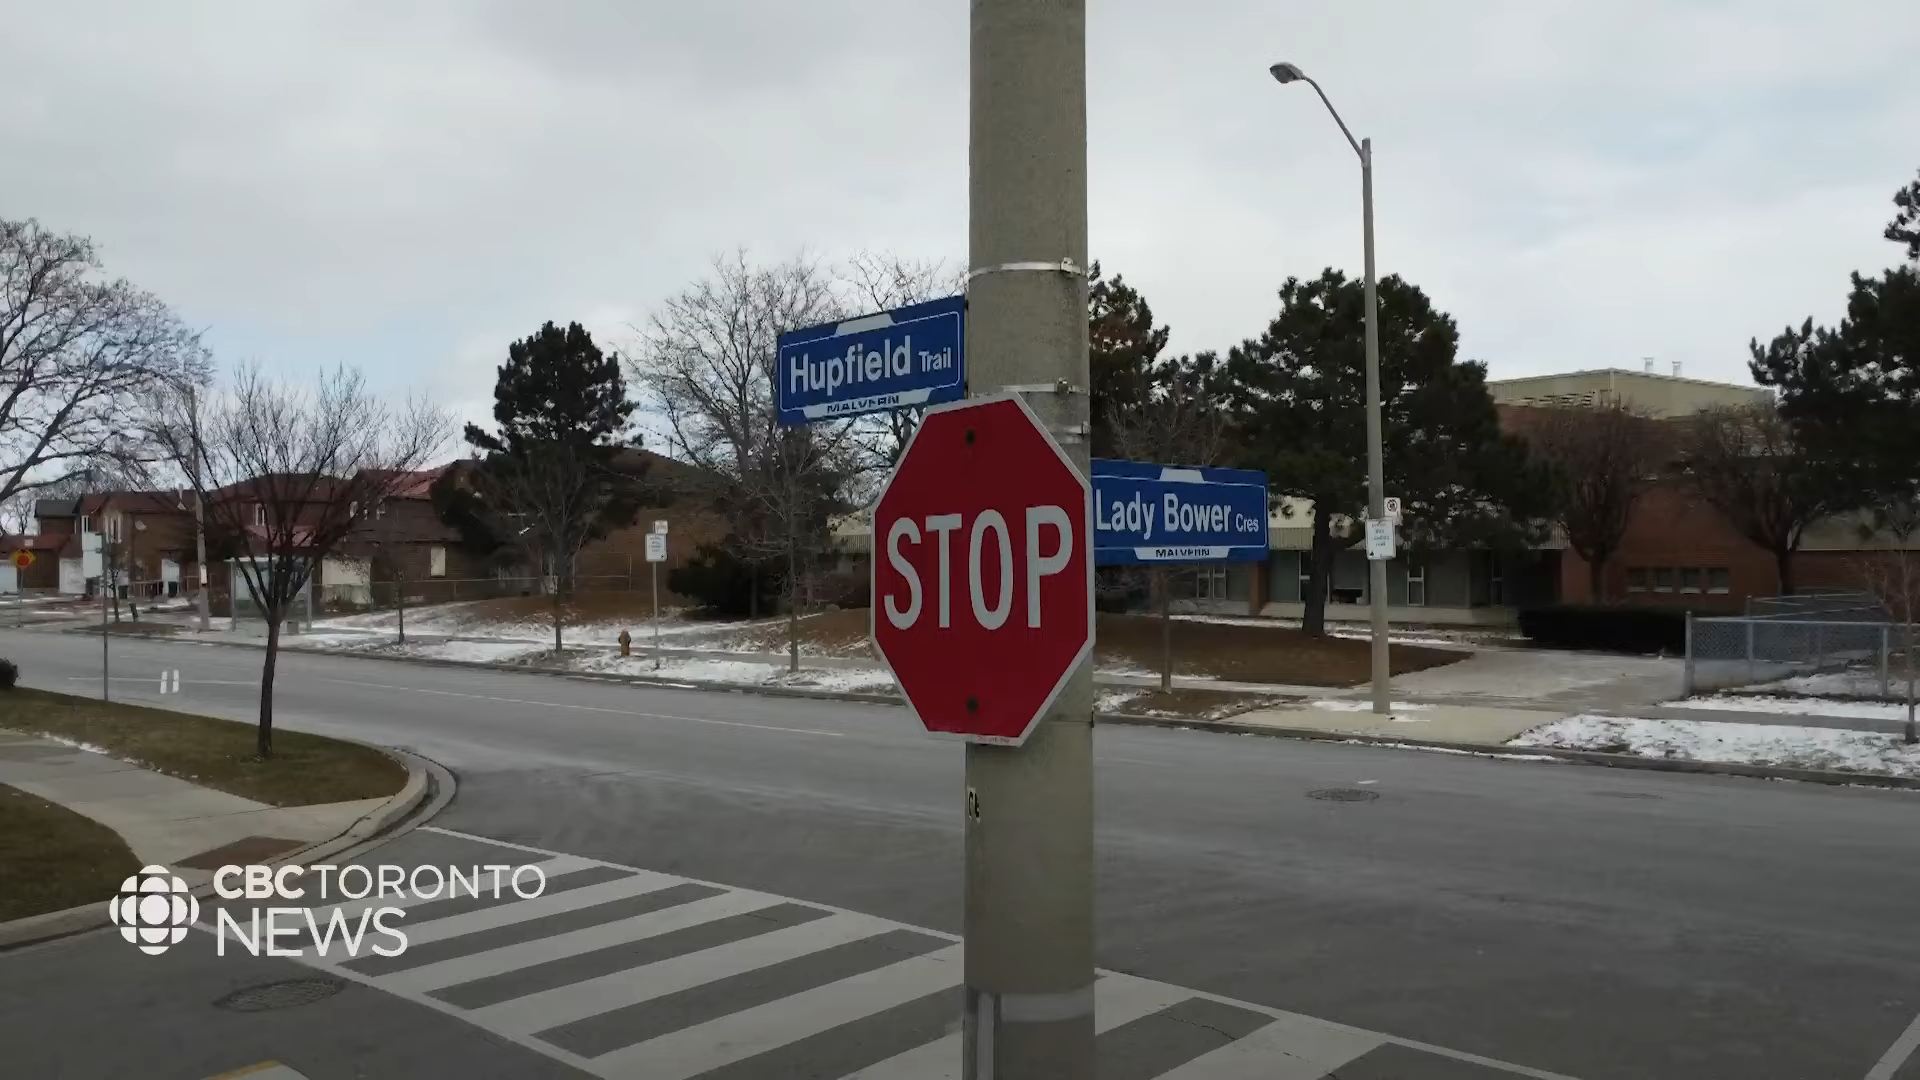 Hupfield Trail
MALVERN
STOP
Lady Bower Cres
MALVERN
CBC TORONTO
NEWS